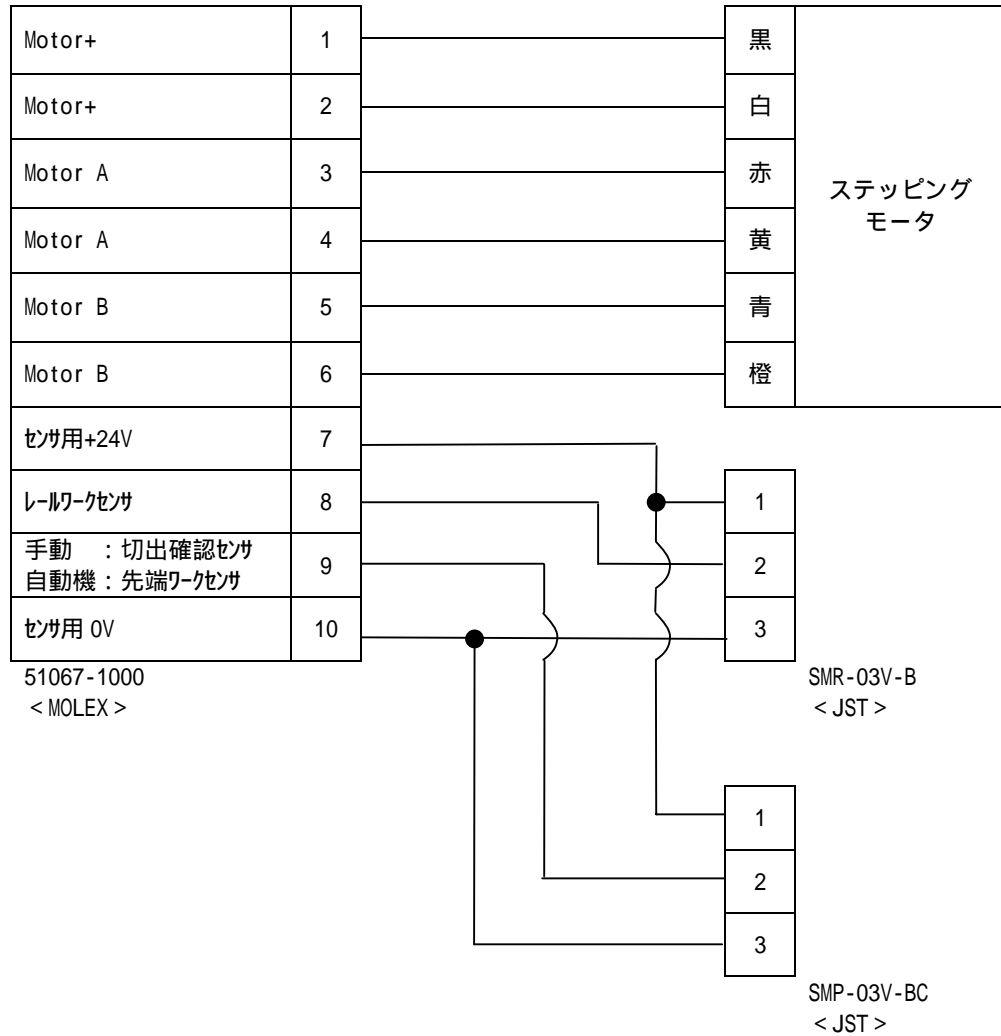 Motor+ 1 黒
Motor+ 2 白
Motor A 3 赤
Motor A 4 黄
Motor B 5 青
Motor B 6 橙
ステッピング
モータ
ｾﾝｻ用+24V 7
ﾚｰﾙﾜｰｸｾﾝｻ 8
手動　：切出確認ｾﾝｻ
自動機：先端ﾜｰｸｾﾝｻ
9
ｾﾝｻ用 0V 10
51067-1000
＜MOLEX＞
1
2
3
SMR-03V-B
＜JST＞
1
2
3
SMP-03V-BC
＜JST＞